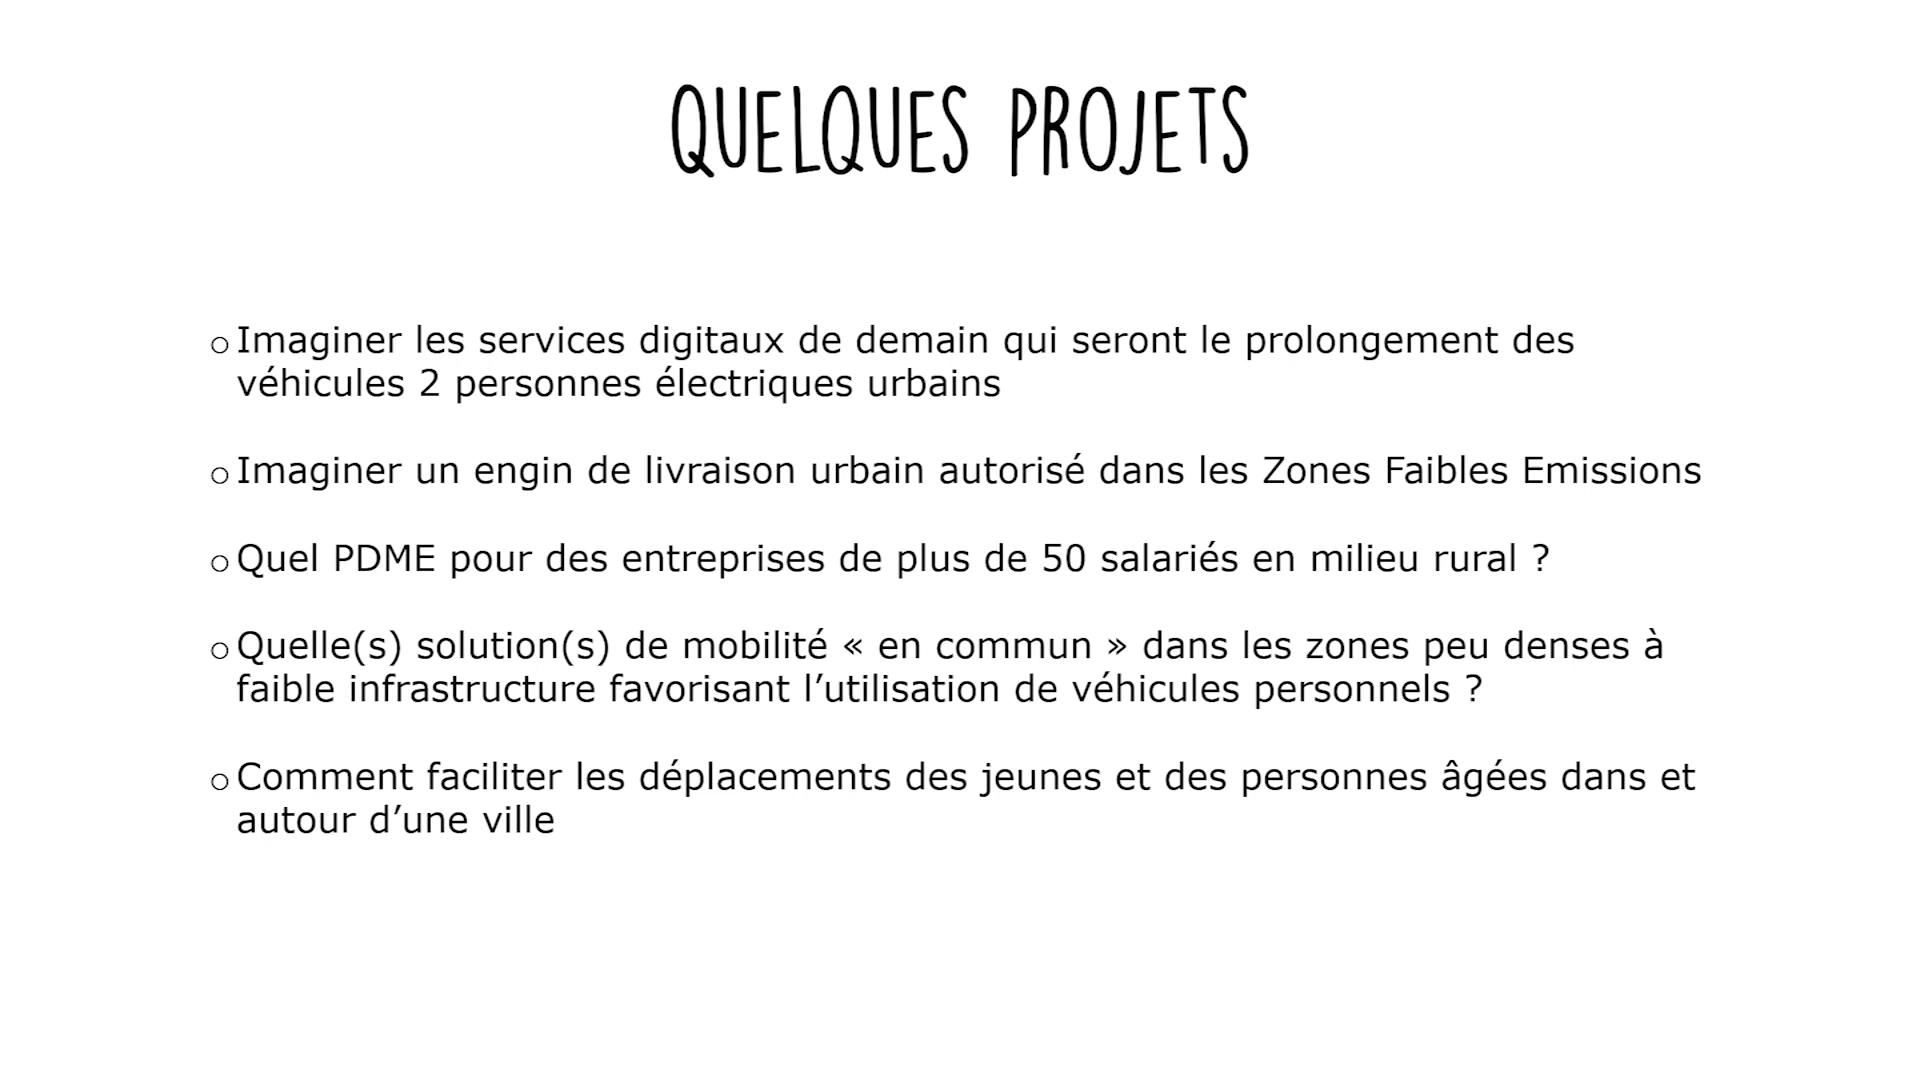 QUELQUES PROJETS
o Imaginer les services digitaux de demain qui seront le prolongement des
véhicules 2 personnes électriques urbains
o Imaginer un engin de livraison urbain autorisé dans les Zones Faibles Emissions
o Quel PDME pour des entreprises de plus de 50 salariés en milieu rural ?
o Quelle(s) solution(s) de mobilité « en commun » dans les zones peu denses à
faible infrastructure favorisant l’utilisation de véhicules personnels ?
o Comment faciliter les déplacements des jeunes et des personnes âgées dans et
autour d’une ville